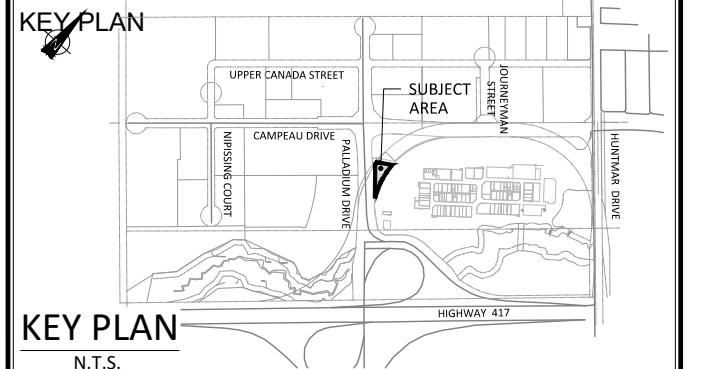 KEY PLAN
UPPER CANADA STREET
SUBJECT
AREA
JOURNEYMAN
STREET
CAMPEAU DRIVE
NIPISSING COURT
PALLADIUM DRIVE
HUNTMAR DRIVE
HIGHWAY 417
KEY PLAN
N.T.S.